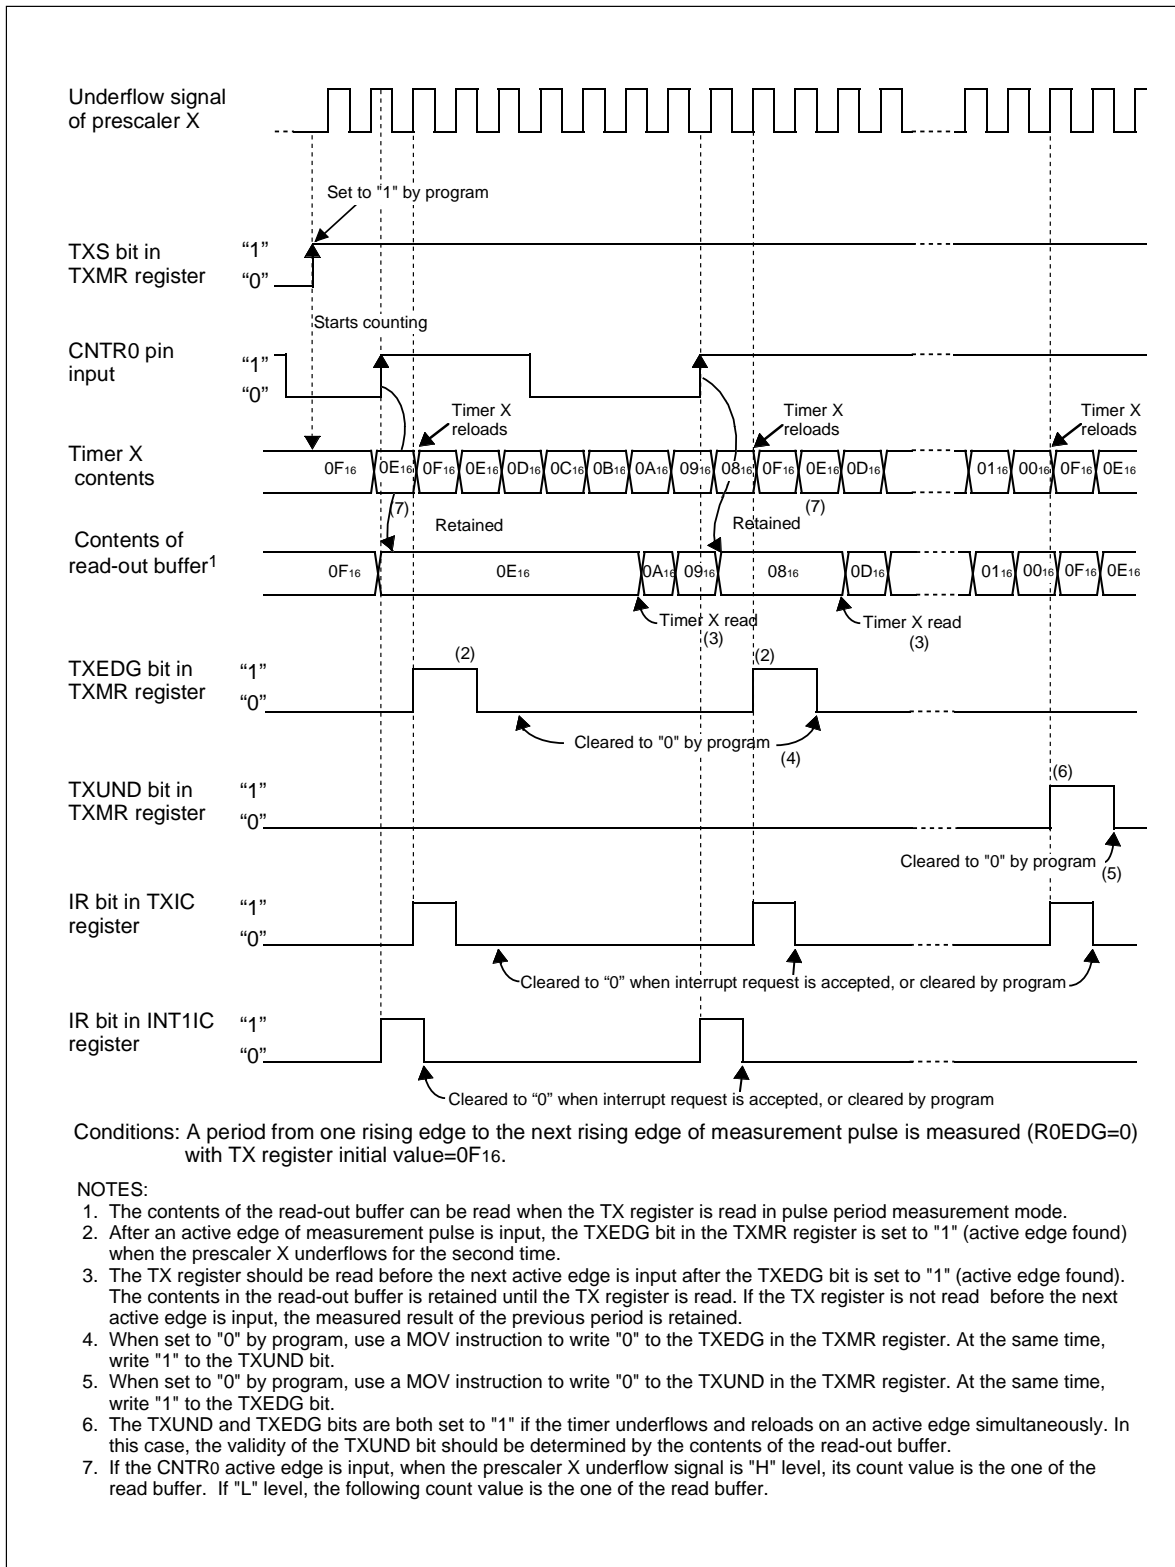 Underflow signal
of prescaler X
Set to "1" by program
TXS bit in
TXMR register
“1”
“0”
Starts counting
CNTR0 pin
input
“1”
“0”
Timer X
reloads
Timer X
reloads
Timer X
reloads
Timer X
contents
0F16 0E16 0F16 0E16 0D16 0C16 0B16 0A16 0916 0816 0F16 0E16 0D16 0116 0016 0F16 0E16
(7)
Retained
Retained
(7)
Contents of
read-out buffer1
0F16 0E16 0A16 0916 0816 0D16 0116 0016 0F16 0E16
Timer X read
(3)
Timer X read
(3)
TXEDG bit in
TXMR register
“1”
“0”
(2)
(2)
Cleared to "0" by program
(4)
TXUND bit in
TXMR register
“1”
“0”
(6)
Cleared to "0" by program
(5)
IR bit in TXIC
register
“1”
“0”
Cleared to “0” when interrupt request is accepted, or cleared by program
IR bit in INT1IC
register
“1”
“0”
Cleared to “0” when interrupt request is accepted, or cleared by program
Conditions: A period from one rising edge to the next rising edge of measurement pulse is measured (R0EDG=0)
with TX register initial value=0F16.
NOTES:
1. The contents of the read-out buffer can be read when the TX register is read in pulse period measurement mode.
2. After an active edge of measurement pulse is input, the TXEDG bit in the TXMR register is set to "1" (active edge found)
when the prescaler X underflows for the second time.
3. The TX register should be read before the next active edge is input after the TXEDG bit is set to "1" (active edge found).
The contents in the read-out buffer is retained until the TX register is read. If the TX register is not read before the next
active edge is input, the measured result of the previous period is retained.
4. When set to "0" by program, use a MOV instruction to write "0" to the TXEDG in the TXMR register. At the same time,
write "1" to the TXUND bit.
5. When set to "0" by program, use a MOV instruction to write "0" to the TXUND in the TXMR register. At the same time,
write "1" to the TXEDG bit.
6. The TXUND and TXEDG bits are both set to "1" if the timer underflows and reloads on an active edge simultaneously. In
this case, the validity of the TXUND bit should be determined by the contents of the read-out buffer.
7. If the CNTR0 active edge is input, when the prescaler X underflow signal is "H" level, its count value is the one of the
read buffer. If "L" level, the following count value is the one of the read buffer.